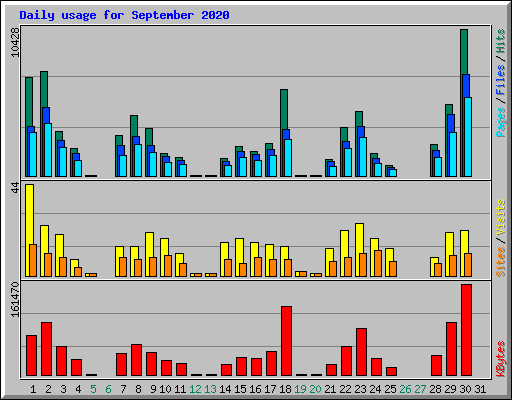 Daily usage for September 2020
10428
Pages / Files / Hits
44
Sites / Visits
161470
KBytes
1 2 3 4 5 6 7 8 9 10 11 12 13 14 15 16 17 18 19 20 21 22 23 24 25 26 27 28 29 30 31